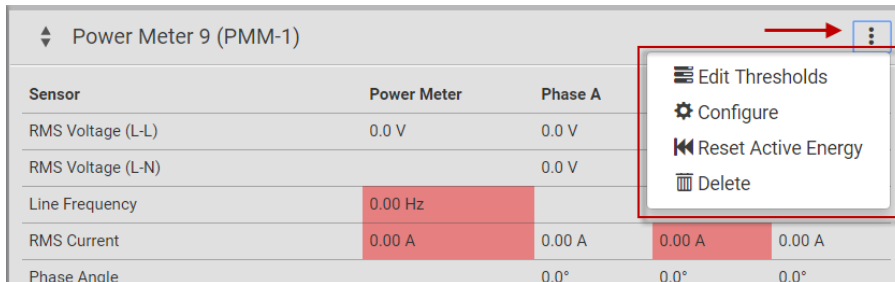 Power Meter 9 (PMM-1)
Sensor Power Meter Phase A
RMS Voltage (L-L) 0.0 V 0.0 V
RMS Voltage (L-N) 0.0 V
Line Frequency 0.00 Hz
RMS Current 0.00 A 0.00 A 0.00 A 0.00 A
Phase Angle 0.0° 0.0° 0.0°
Edit Thresholds
Configure
Reset Active Energy
Delete